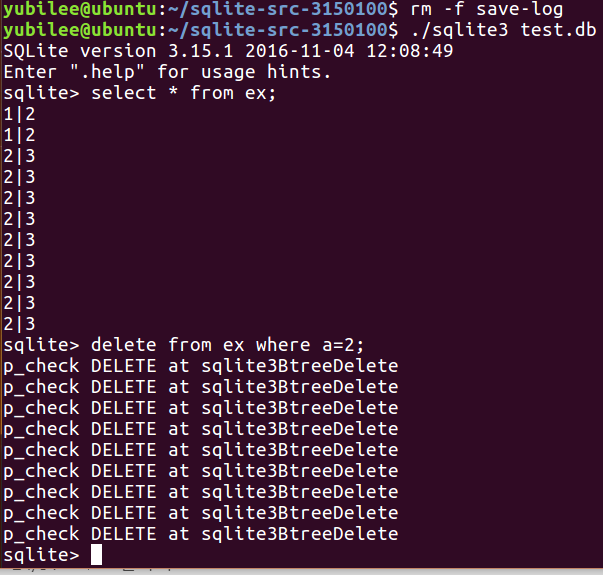 yubilee@ubuntu:~/sqlite-src-3150100$ rm -f save-log
yubilee@ubuntu:~/sqlite-src-3150100$ ./sqlite3 test.db
SQLite version 3.15.1 2016-11-04 12:08:49
Enter ".help" for usage hints.
sqlite> select * from ex;
1|2
1|2
2|3
2|3
2|3
2|3
2|3
2|3
2|3
2|3
2|3
sqlite> delete from ex where a=2;
p_check DELETE at sqlite3BtreeDelete
p_check DELETE at sqlite3BtreeDelete
p_check DELETE at sqlite3BtreeDelete
p_check DELETE at sqlite3BtreeDelete
p_check DELETE at sqlite3BtreeDelete
p_check DELETE at sqlite3BtreeDelete
p_check DELETE at sqlite3BtreeDelete
p_check DELETE at sqlite3BtreeDelete
p_check DELETE at sqlite3BtreeDelete
sqlite>